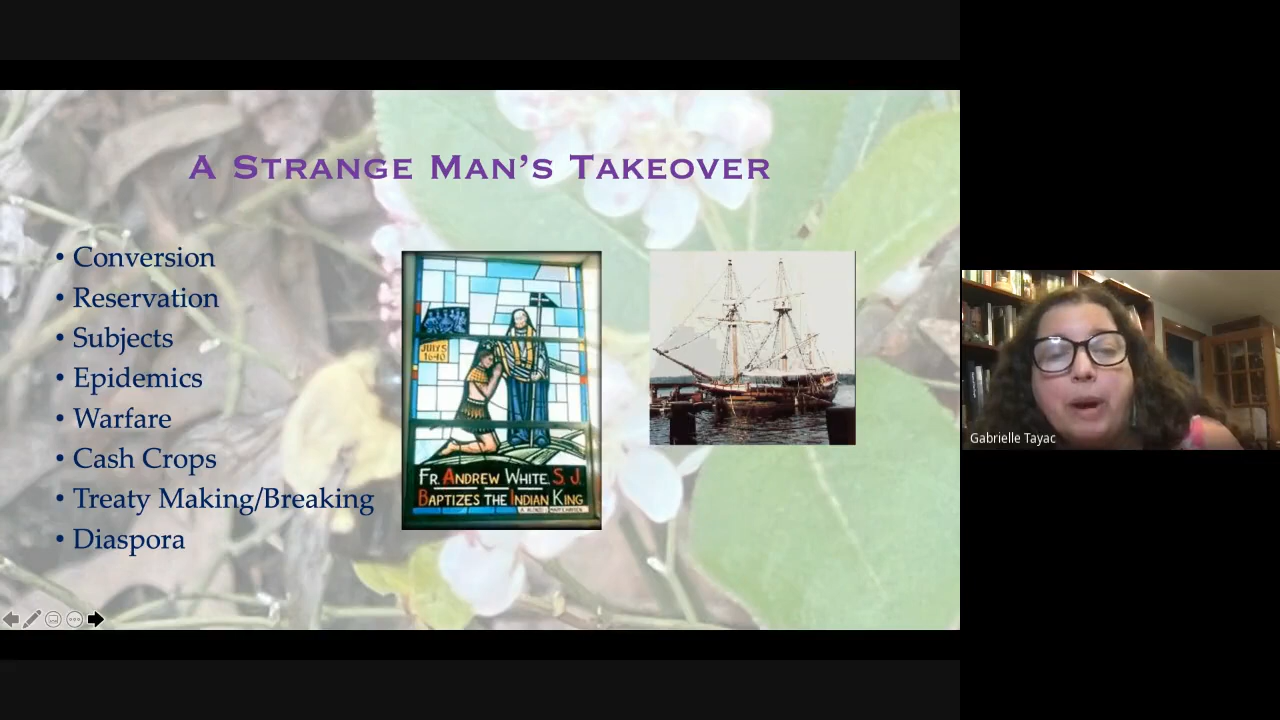 A Strange Man's Takeover
• Conversion
• Reservation
• Subjects
• Epidemics
• Warfare
• Cash Crops
• Treaty Making/Breaking
• Diaspora
JULY 5
1640
FR. ANDREW WHITE, S. J.
BAPTIZES THE INDIAN KING
Gabrielle Tayac